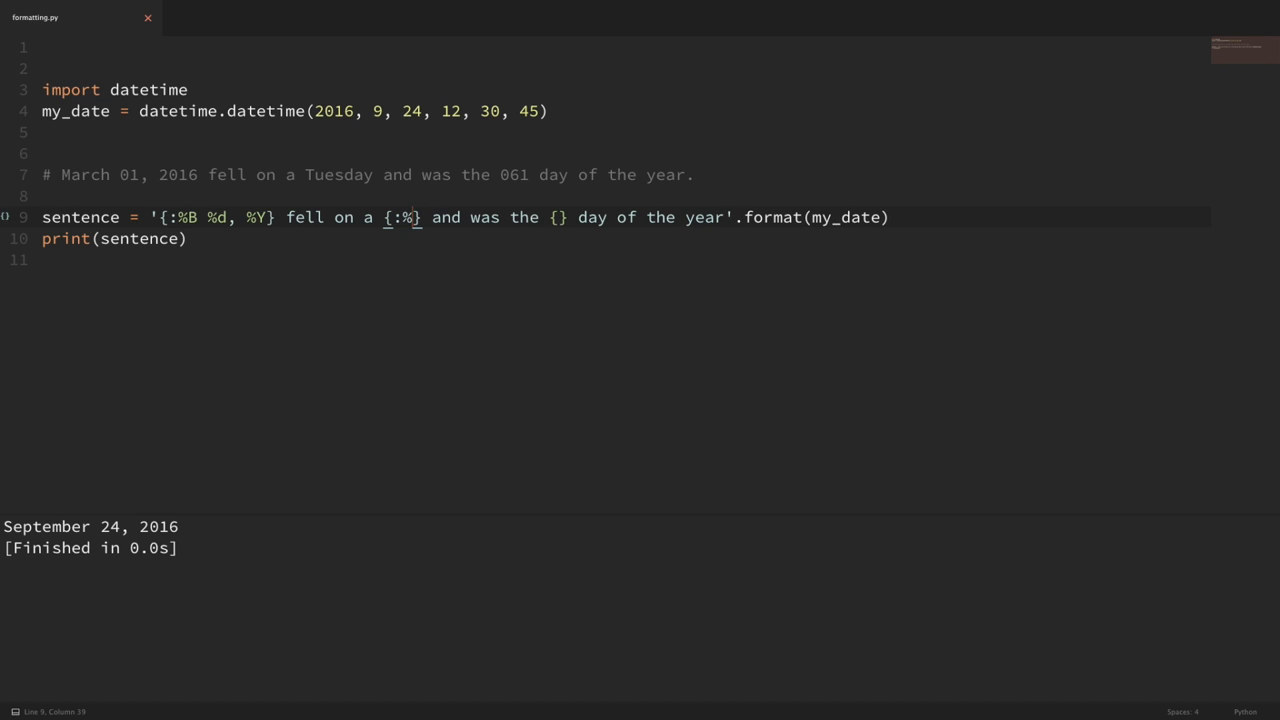 formatting.py
1
2
3 import datetime
4 my_date = datetime.datetime(2016, 9, 24, 12, 30, 45)
5
6
7 # March 01, 2016 fell on a Tuesday and was the 061 day of the year.
8
{} 9 sentence = '{:%B %d, %Y} fell on a {:%} and was the {} day of the year'.format(my_date)
10 print(sentence)
11
September 24, 2016
[Finished in 0.0s]
Line 9, Column 39 Spaces: 4 Python